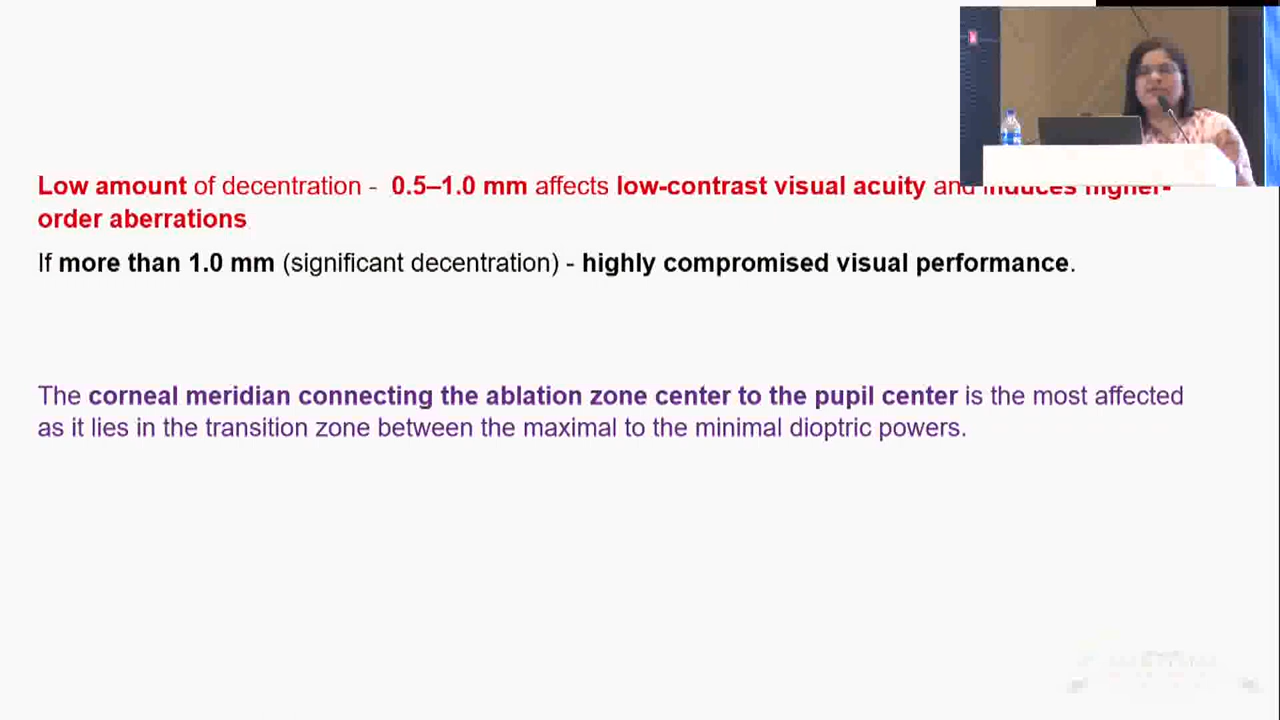 Low amount of decentration - 0.5–1.0 mm affects low-contrast visual acuity and induces higher-
order aberrations
If more than 1.0 mm (significant decentration) - highly compromised visual performance.
The corneal meridian connecting the ablation zone center to the pupil center is the most affected
as it lies in the transition zone between the maximal to the minimal dioptric powers.